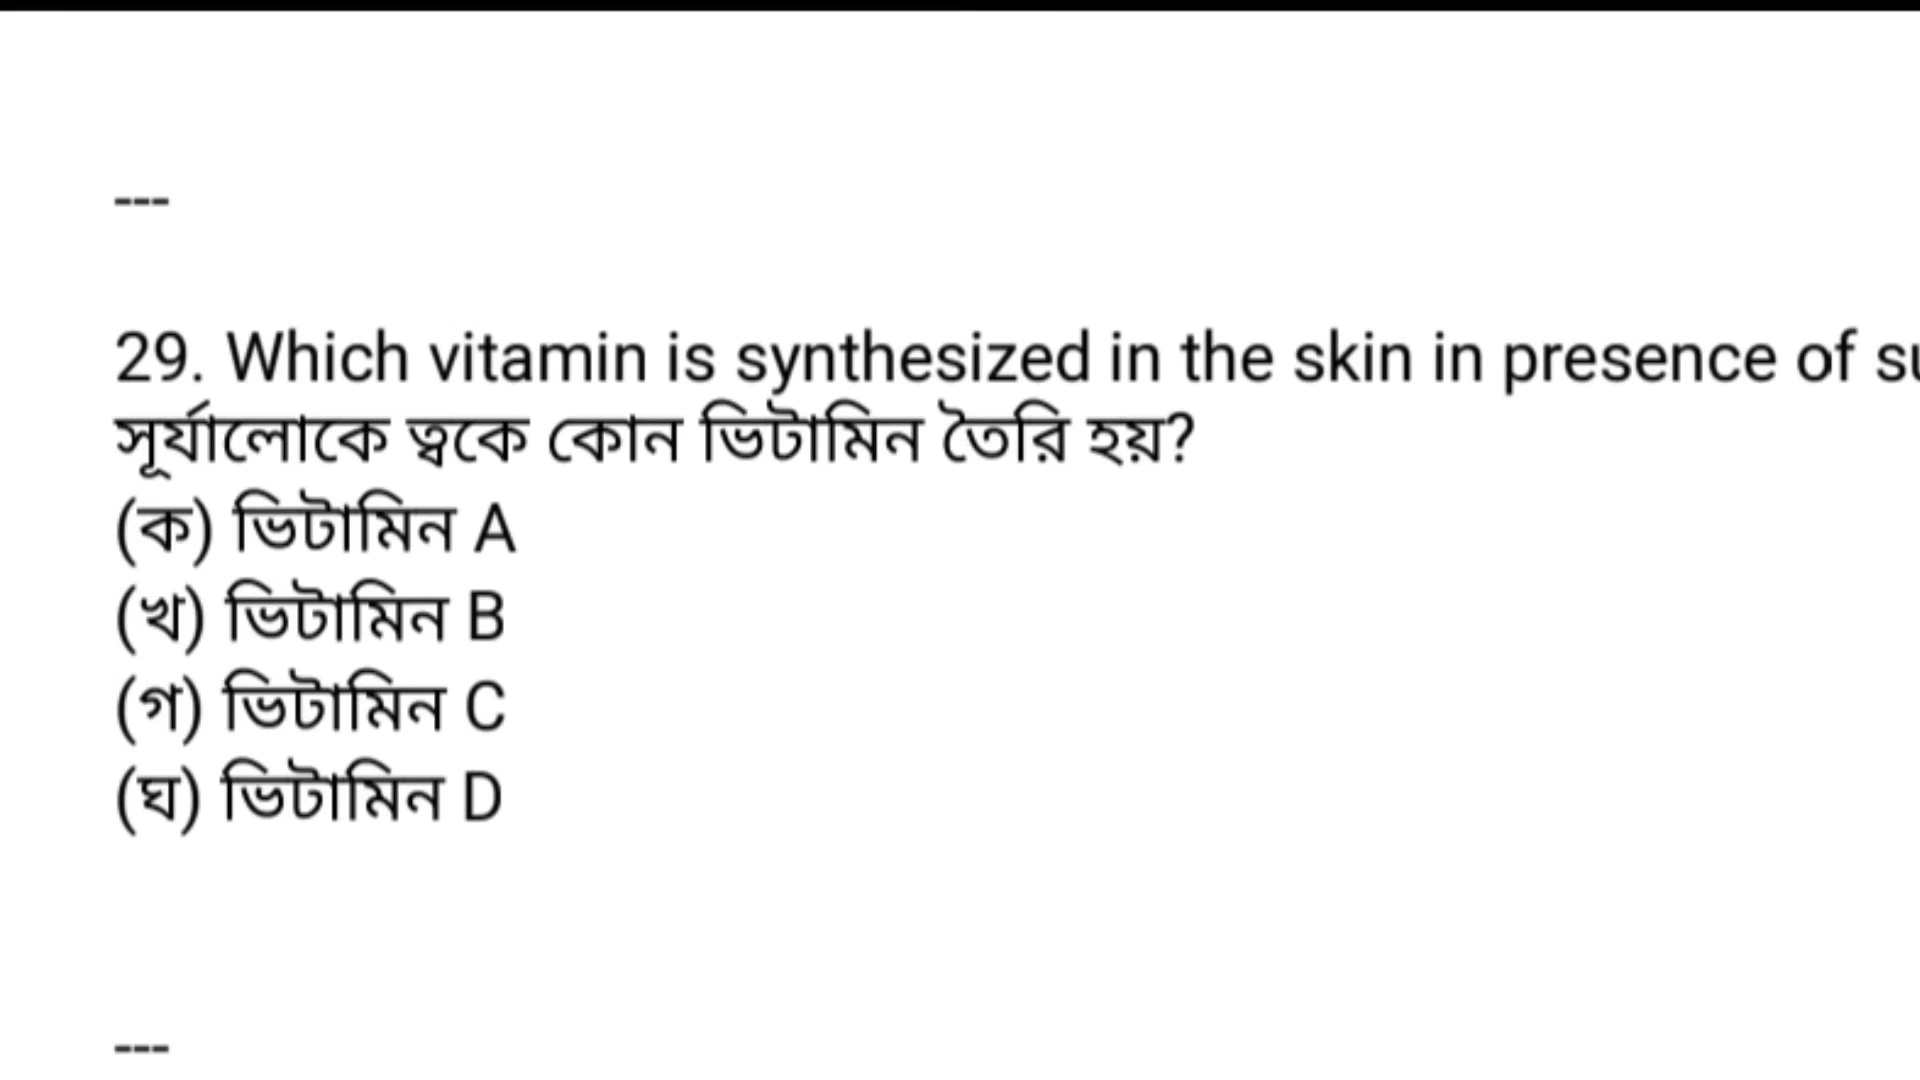 ---
29. Which vitamin is synthesized in the skin in presence of
সূর্যালোকে ত্বকে কোন ভিটামিন তৈরি হয়?
(ক) ভিটামিন A
(খ) ভিটামিন B
(গ) ভিটামিন C
(ঘ) ভিটামিন D
---